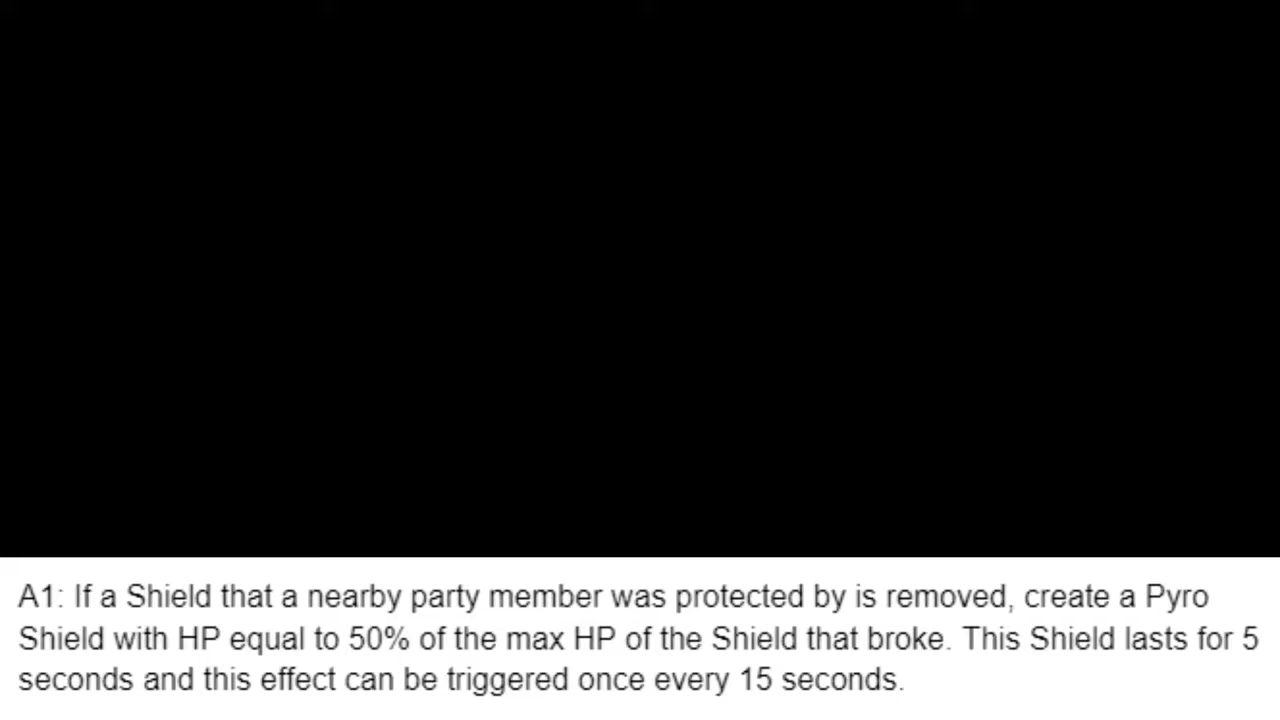 A1: If a Shield that a nearby party member was protected by is removed, create a Pyro
Shield with HP equal to 50% of the max HP of the Shield that broke. This Shield lasts for 5
seconds and this effect can be triggered once every 15 seconds.